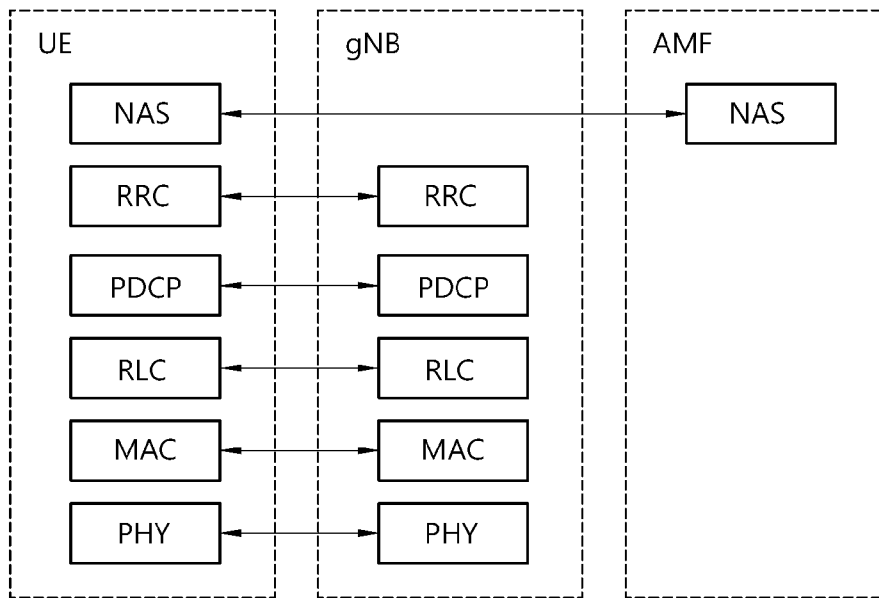 UE gNB AMF
NAS NAS
RRC RRC
PDCP PDCP
RLC RLC
MAC MAC
PHY PHY